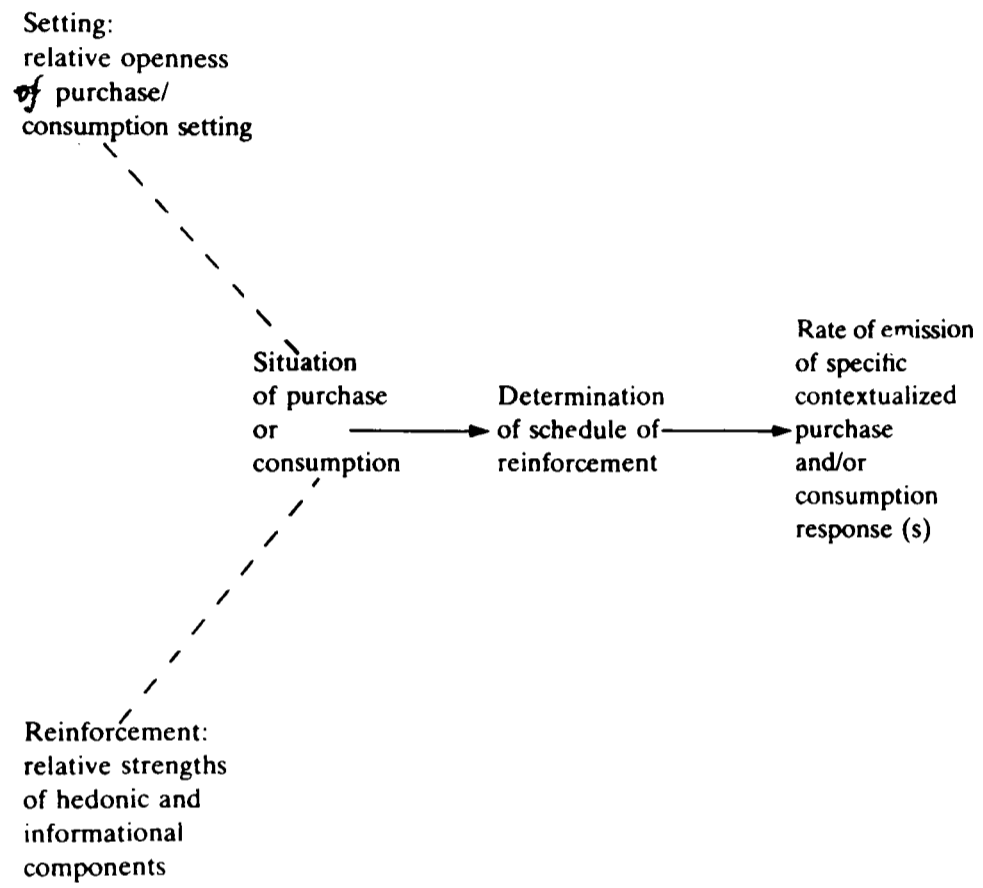 Setting:
relative openness
of purchase/
consumption setting
Situation
of purchase
or
consumption
Determination
of schedule of
reinforcement
Rate of emission
of specific
contextualized
purchase
and/or
consumption
response (s)
Reinforcement:
relative strengths
of hedonic and
informational
components